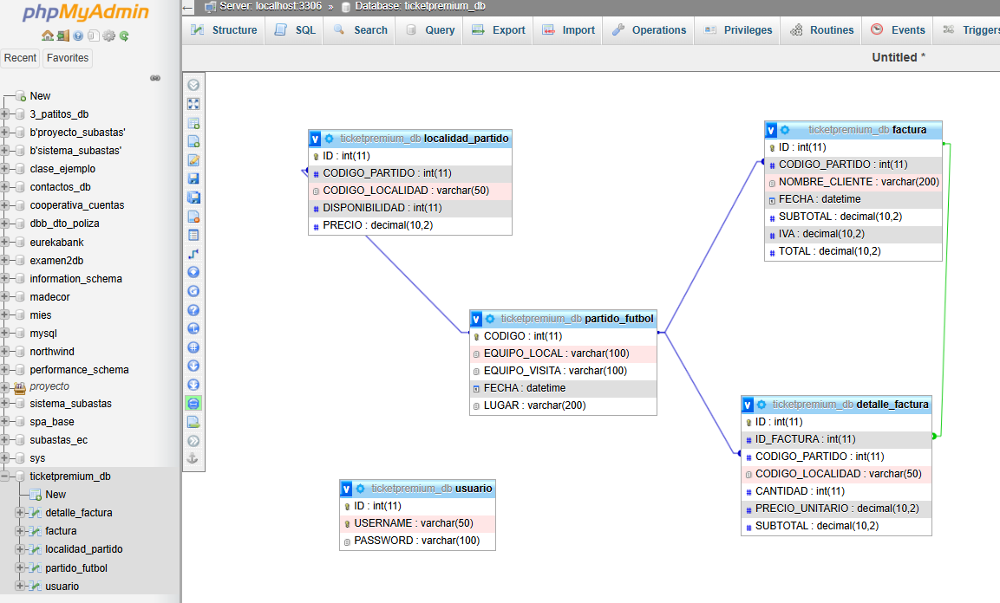 phpMyAdmin
Recent Favorites
New
3_patitos_db
b'proyecto_subastas'
b'sistema_subastas'
clase_ejemplo
contactos_db
cooperativa_cuentas
dbb_dto_poliza
eurekabank
examen2db
information_schema
madecor
mies
mysql
northwind
performance_schema
proyecto
sistema_subastas
spa_base
subastas_ec
sys
ticketpremium_db
New
detalle_factura
factura
localidad_partido
partido_futbol
usuario
Server: localhost:3306 » Database: ticketpremium_db
Structure SQL Search Query Export Import Operations Privileges Routines Events Triggers
Untitled *
ticketpremium_db localidad_partido
ID : int(11)
CODIGO_PARTIDO : int(11)
CODIGO_LOCALIDAD : varchar(50)
DISPONIBILIDAD : int(11)
PRECIO : decimal(10,2)
ticketpremium_db factura
ID : int(11)
CODIGO_PARTIDO : int(11)
NOMBRE_CLIENTE : varchar(200)
FECHA : datetime
SUBTOTAL : decimal(10,2)
IVA : decimal(10,2)
TOTAL : decimal(10,2)
ticketpremium_db partido_futbol
CODIGO : int(11)
EQUIPO_LOCAL : varchar(100)
EQUIPO_VISITA : varchar(100)
FECHA : datetime
LUGAR : varchar(200)
ticketpremium_db detalle_factura
ID : int(11)
ID_FACTURA : int(11)
CODIGO_PARTIDO : int(11)
CODIGO_LOCALIDAD : varchar(50)
CANTIDAD : int(11)
PRECIO_UNITARIO : decimal(10,2)
SUBTOTAL : decimal(10,2)
ticketpremium_db usuario
ID : int(11)
USERNAME : varchar(50)
PASSWORD : varchar(100)